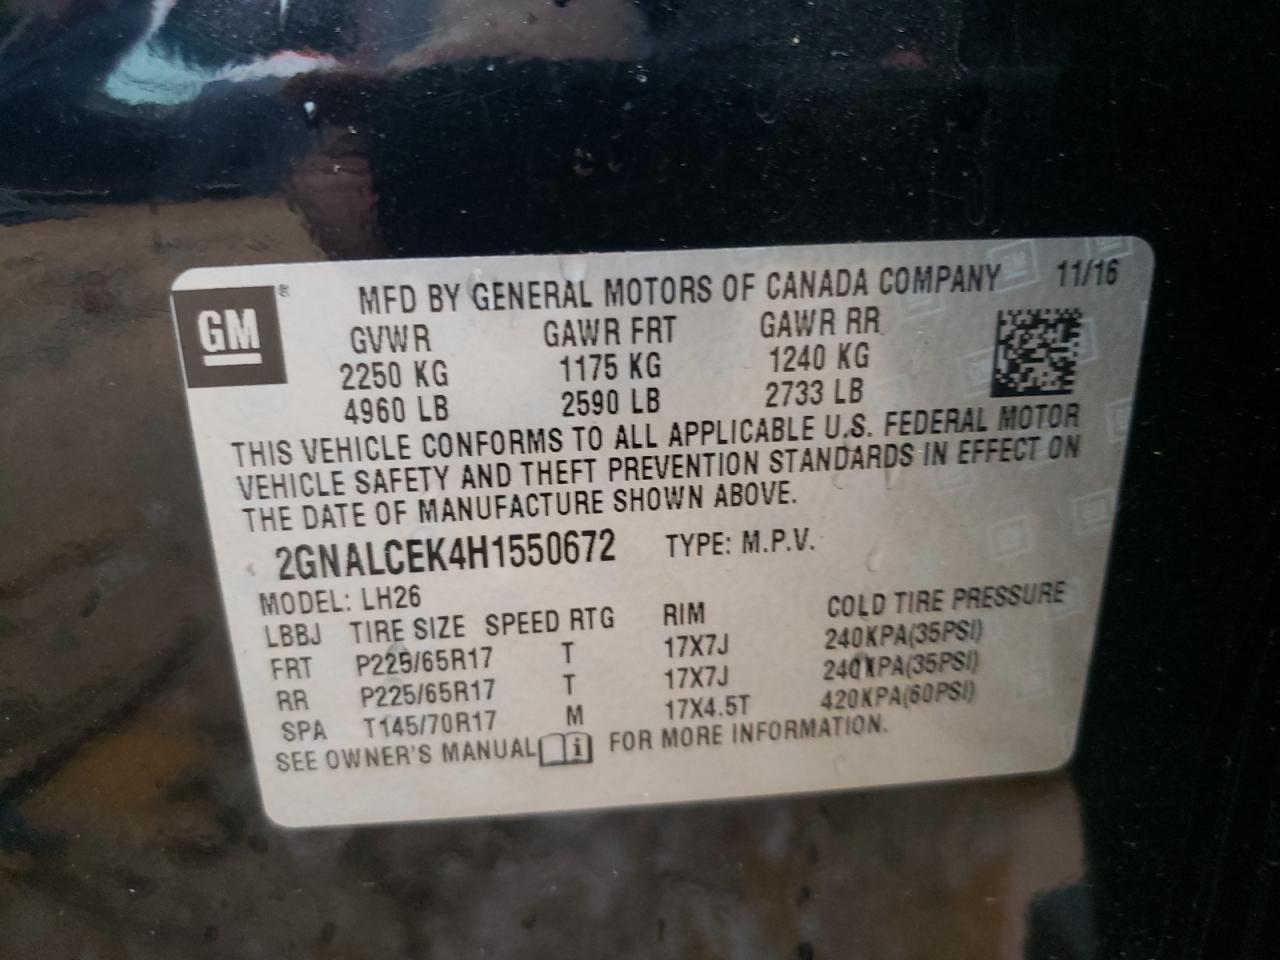 GM®
MFD BY GENERAL MOTORS OF CANADA COMPANY 11/16
GVWR GAWR FRT GAWR RR
2250 KG 1175 KG 1240 KG
4960 LB 2590 LB 2733 LB
THIS VEHICLE CONFORMS TO ALL APPLICABLE U.S. FEDERAL MOTOR
VEHICLE SAFETY AND THEFT PREVENTION STANDARDS IN EFFECT ON
THE DATE OF MANUFACTURE SHOWN ABOVE.
2GNALCEK4H1550672 TYPE: M.P.V.
MODEL: LH26
LBBJ TIRE SIZE SPEED RTG RIM COLD TIRE PRESSURE
FRT P225/65R17 T 17X7J 240KPA(35PSI)
RR P225/65R17 T 17X7J 240KPA(35PSI)
SPA T145/70R17 M 17X4.5T 420KPA(60PSI)
SEE OWNER'S MANUAL i FOR MORE INFORMATION.